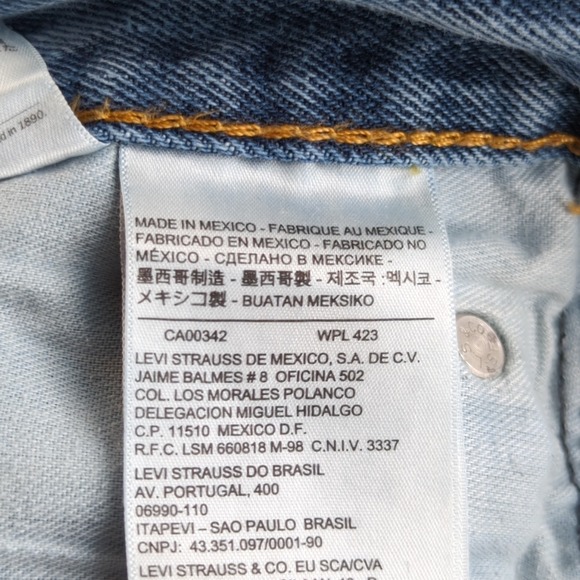 d in 1890.
MADE IN MEXICO - FABRIQUE AU MEXIQUE -
FABRICADO EN MEXICO - FABRICADO NO
MÉXICO - СДЕЛАНО В МЕКСИКЕ -
墨西哥制造 - 墨西哥製 - 제조국 :멕시코 -
メキシコ製 - BUATAN MEKSIKO
CA00342 WPL 423
LEVI STRAUSS DE MEXICO, S.A. DE C.V.
JAIME BALMES # 8 OFICINA 502
COL. LOS MORALES POLANCO
DELEGACION MIGUEL HIDALGO
C.P. 11510 MEXICO D.F.
R.F.C. LSM 660818 M-98 C.N.I.V. 3337
LEVI STRAUSS DO BRASIL
AV. PORTUGAL, 400
06990-110
ITAPEVI – SAO PAULO BRASIL
CNPJ: 43.351.097/0001-90
LEVI STRAUSS & CO. EU SCA/CVA